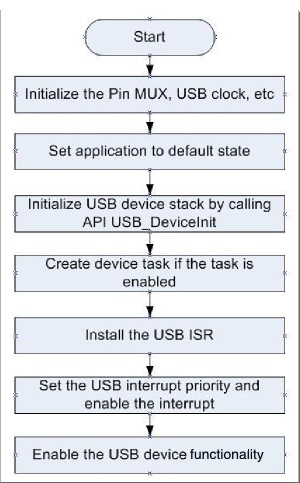 Start
Initialize the Pin MUX, USB clock, etc
Set application to default state
Initialize USB device stack by calling
API USB_DeviceInit
Create device task if the task is
enabled
Install the USB ISR
Set the USB interrupt priority and
enable the interrupt
Enable the USB device functionality